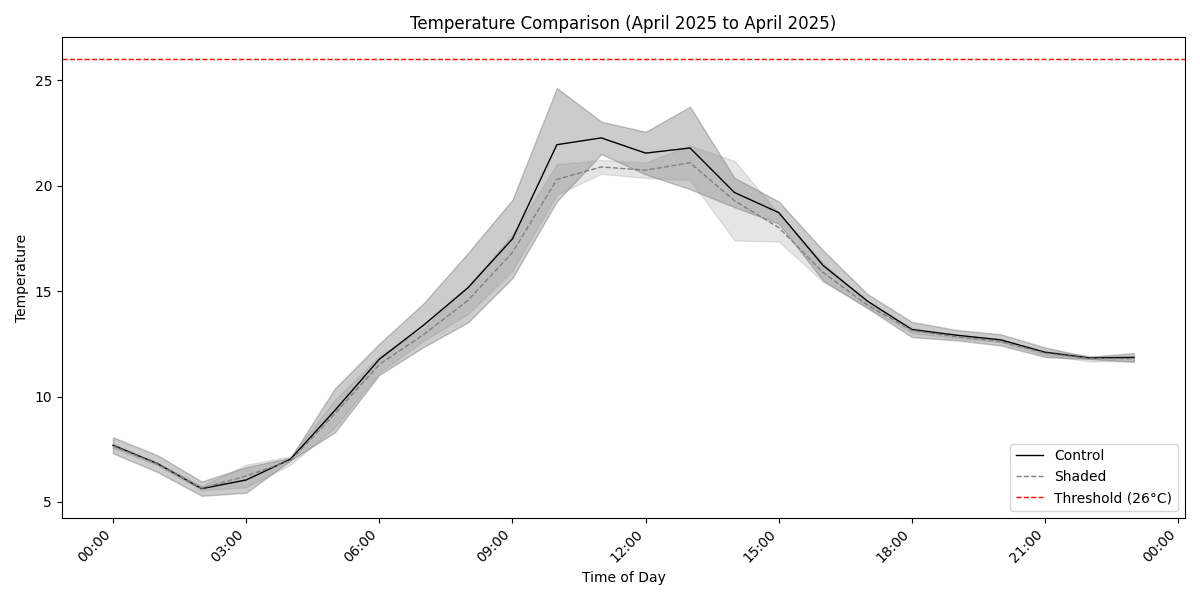 Temperature Comparison (April 2025 to April 2025)
Temperature
25
20
15
10
5
00:00
03:00
06:00
09:00
12:00
15:00
18:00
21:00
00:00
Time of Day
Control
Shaded
Threshold (26°C)